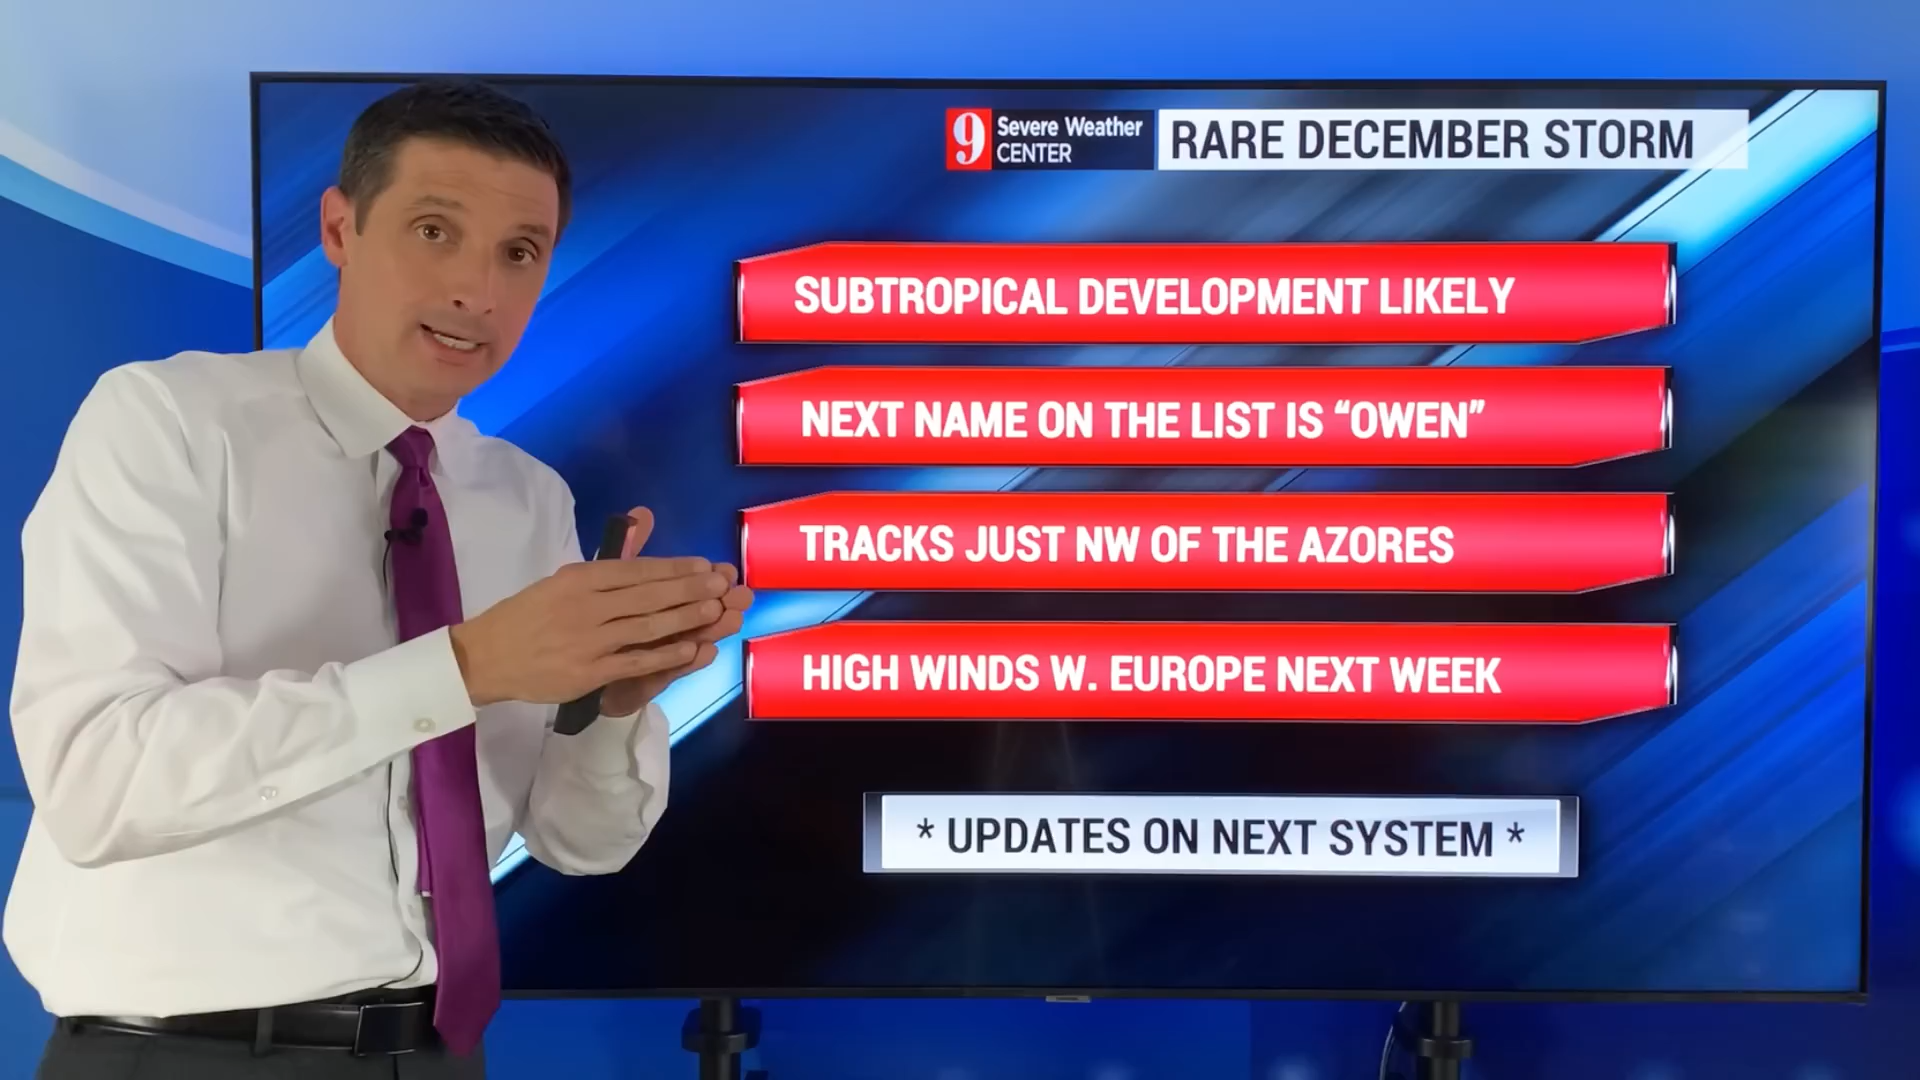 9
Severe Weather
CENTER
RARE DECEMBER STORM
SUBTROPICAL DEVELOPMENT LIKELY
NEXT NAME ON THE LIST IS “OWEN”
TRACKS JUST NW OF THE AZORES
HIGH WINDS W. EUROPE NEXT WEEK
* UPDATES ON NEXT SYSTEM *